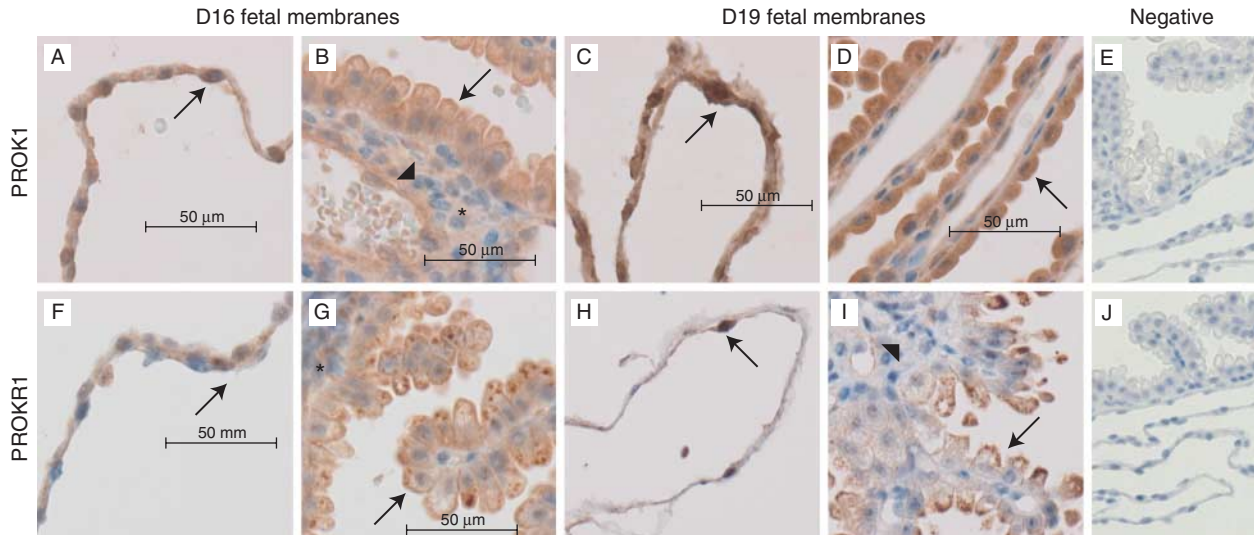 D16 fetal membranes
D19 fetal membranes
Negative
PROK1
A
50 μm
B
*
50 μm
C
50 μm
D
50 μm
E
PROKR1
F
50 mm
G
*
50 μm
H
I
J